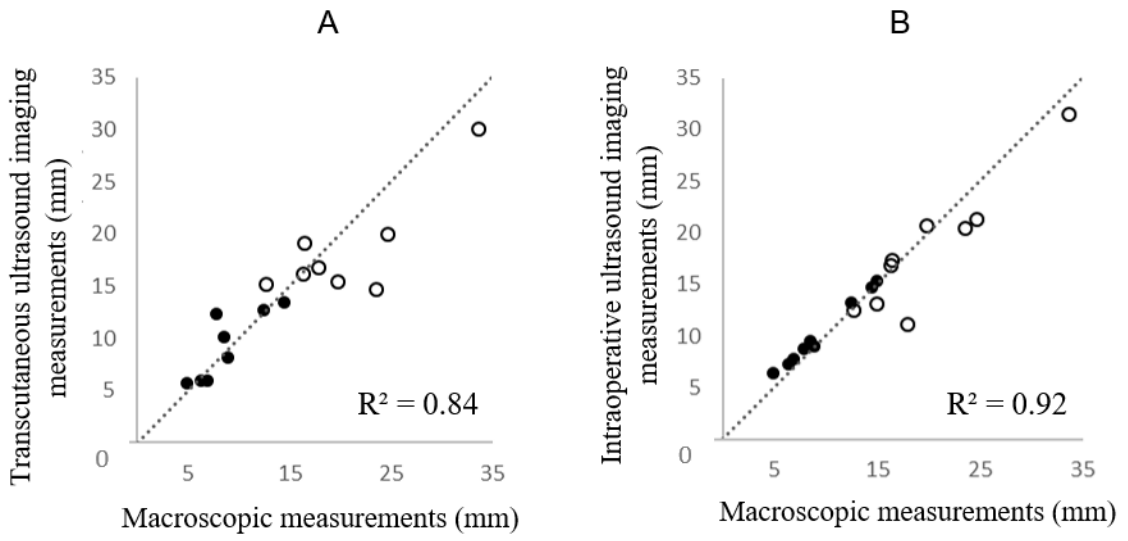 A
Transcutaneous ultrasound imaging
measurements (mm)
35
30
25
20
15
10
5
0
5 15 25 35
R² = 0.84
Macroscopic measurements (mm)
B
Intraoperative ultrasound imaging
measurements (mm)
35
30
25
20
15
10
5
0
5 15 25 35
R² = 0.92
Macroscopic measurements (mm)